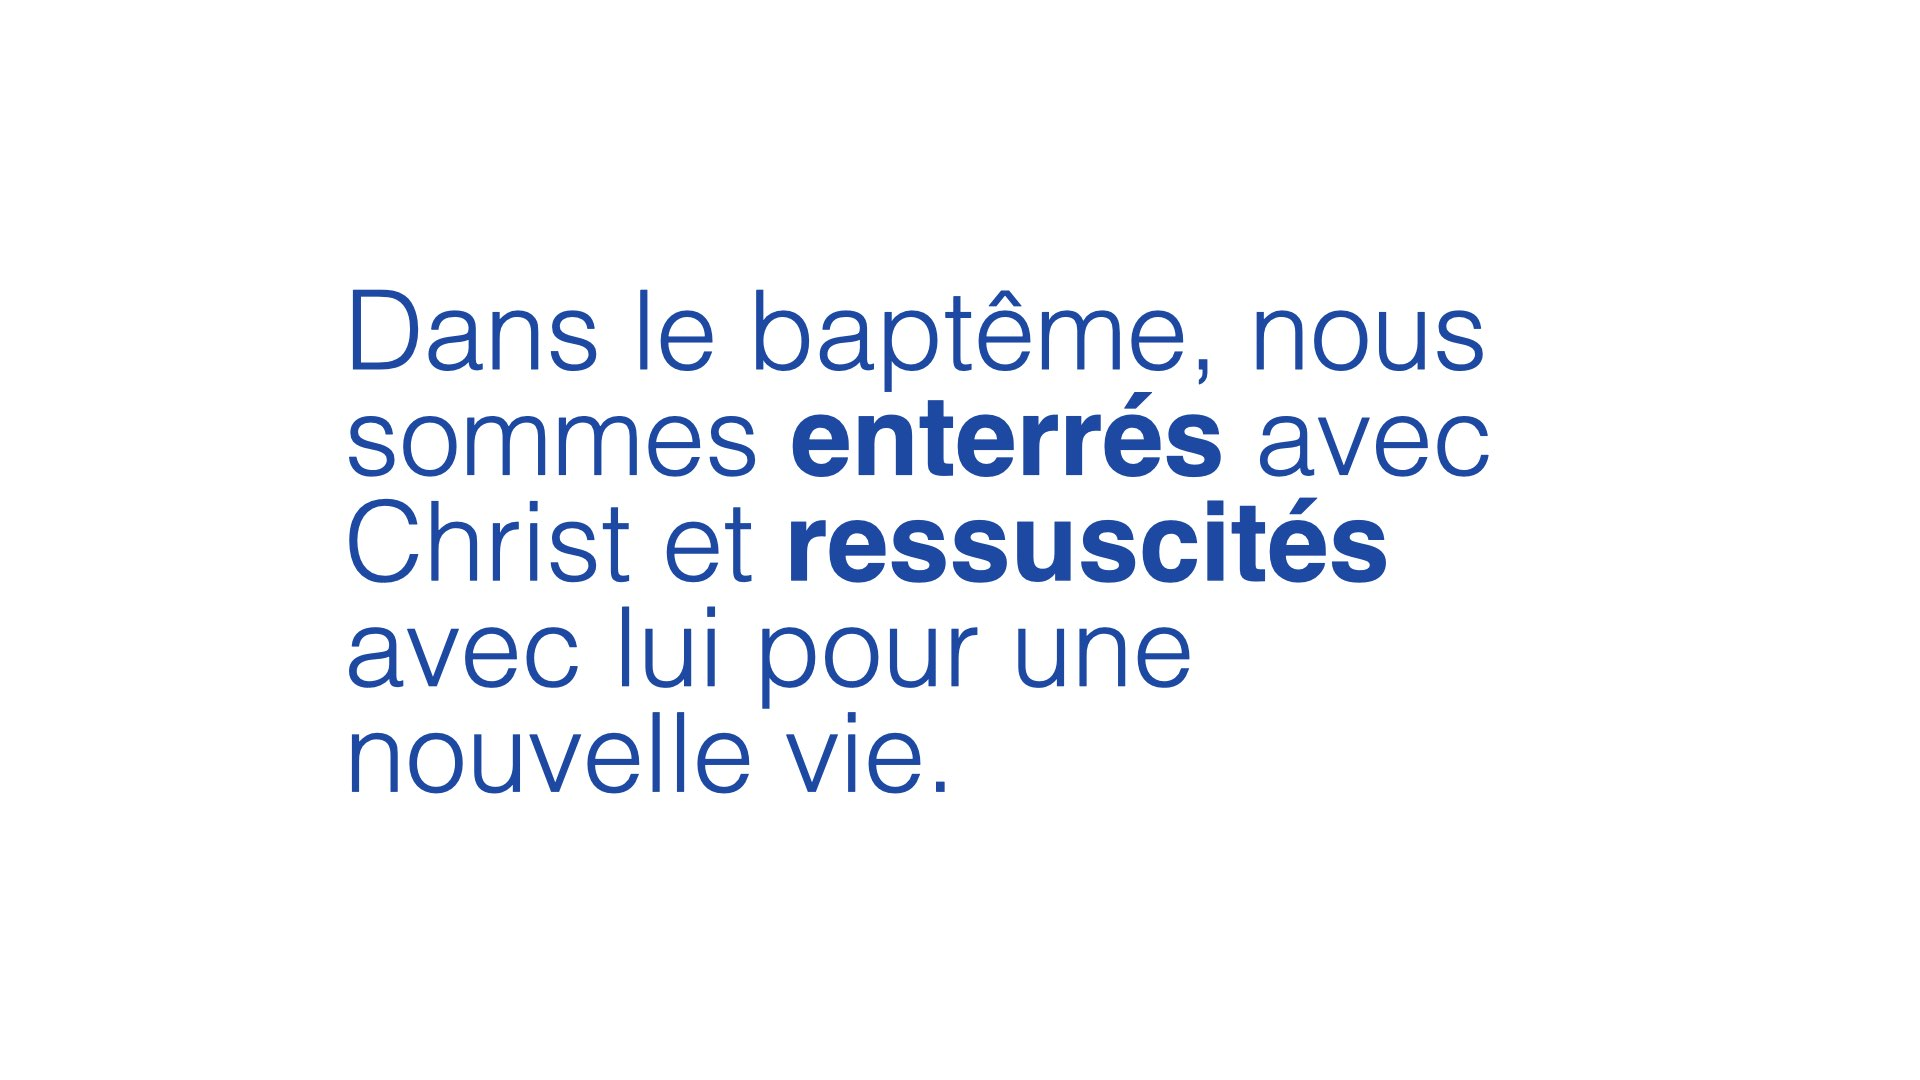 Dans le baptême, nous
sommes enterrés avec
Christ et ressuscités
avec lui pour une
nouvelle vie.